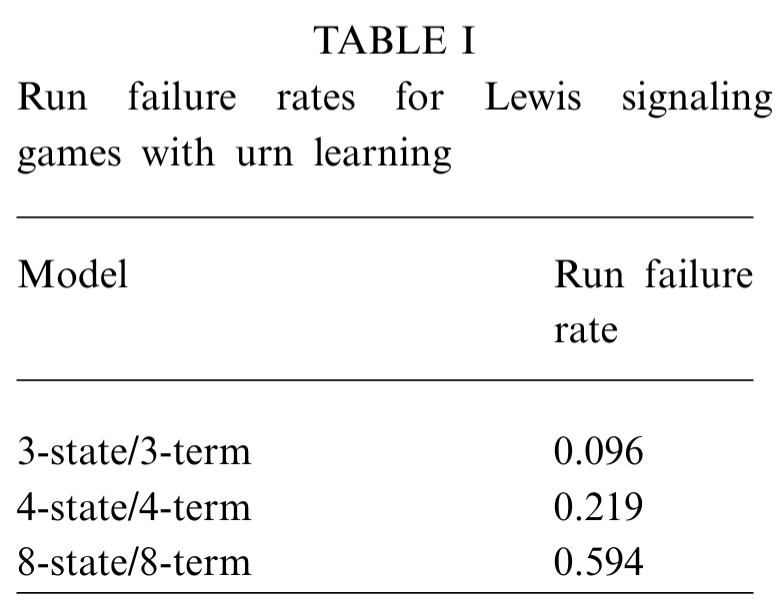 TABLE I
Run failure rates for Lewis signaling
games with urn learning
Model Run failure
rate
3-state/3-term 0.096
4-state/4-term 0.219
8-state/8-term 0.594